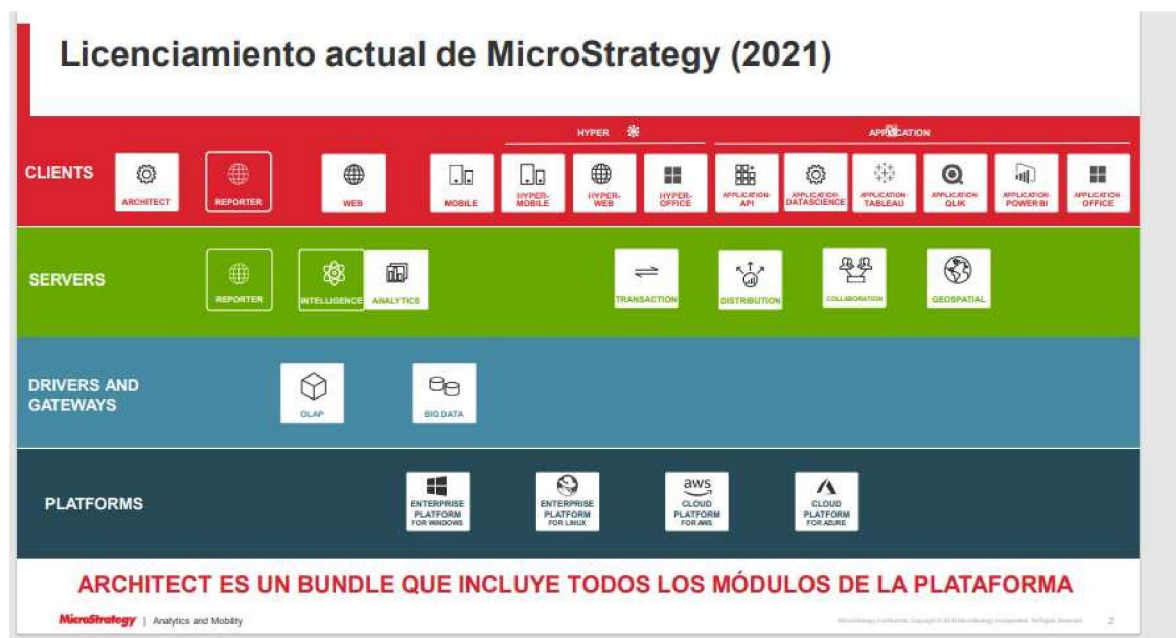 Licenciamiento actual de MicroStrategy (2021)
HYPER
APPLICATION
CLIENTS
ARCHITECT
REPORTER
WEB
MOBILE
HYPER-
MOBILE
HYPER-
WEB
HYPER-
OFFICE
APPLICATION-
API
APPLICATION-
DATASCIENCE
APPLICATION-
TABLEAU
APPLICATION-
QLIK
APPLICATION-
POWER BI
APPLICATION-
OFFICE
SERVERS
REPORTER
INTELLIGENCE
ANALYTICS
TRANSACTION
DISTRIBUTION
COLLABORATION
GEOSPATIAL
DRIVERS AND
GATEWAYS
OLAP
BIG DATA
PLATFORMS
ENTERPRISE
PLATFORM
FOR WINDOWS
ENTERPRISE
PLATFORM
FOR LINUX
aws
CLOUD
PLATFORM
FOR AWS
CLOUD
PLATFORM
FOR AZURE
ARCHITECT ES UN BUNDLE QUE INCLUYE TODOS LOS MÓDULOS DE LA PLATAFORMA
MicroStrategy | Analytics and Mobility
2